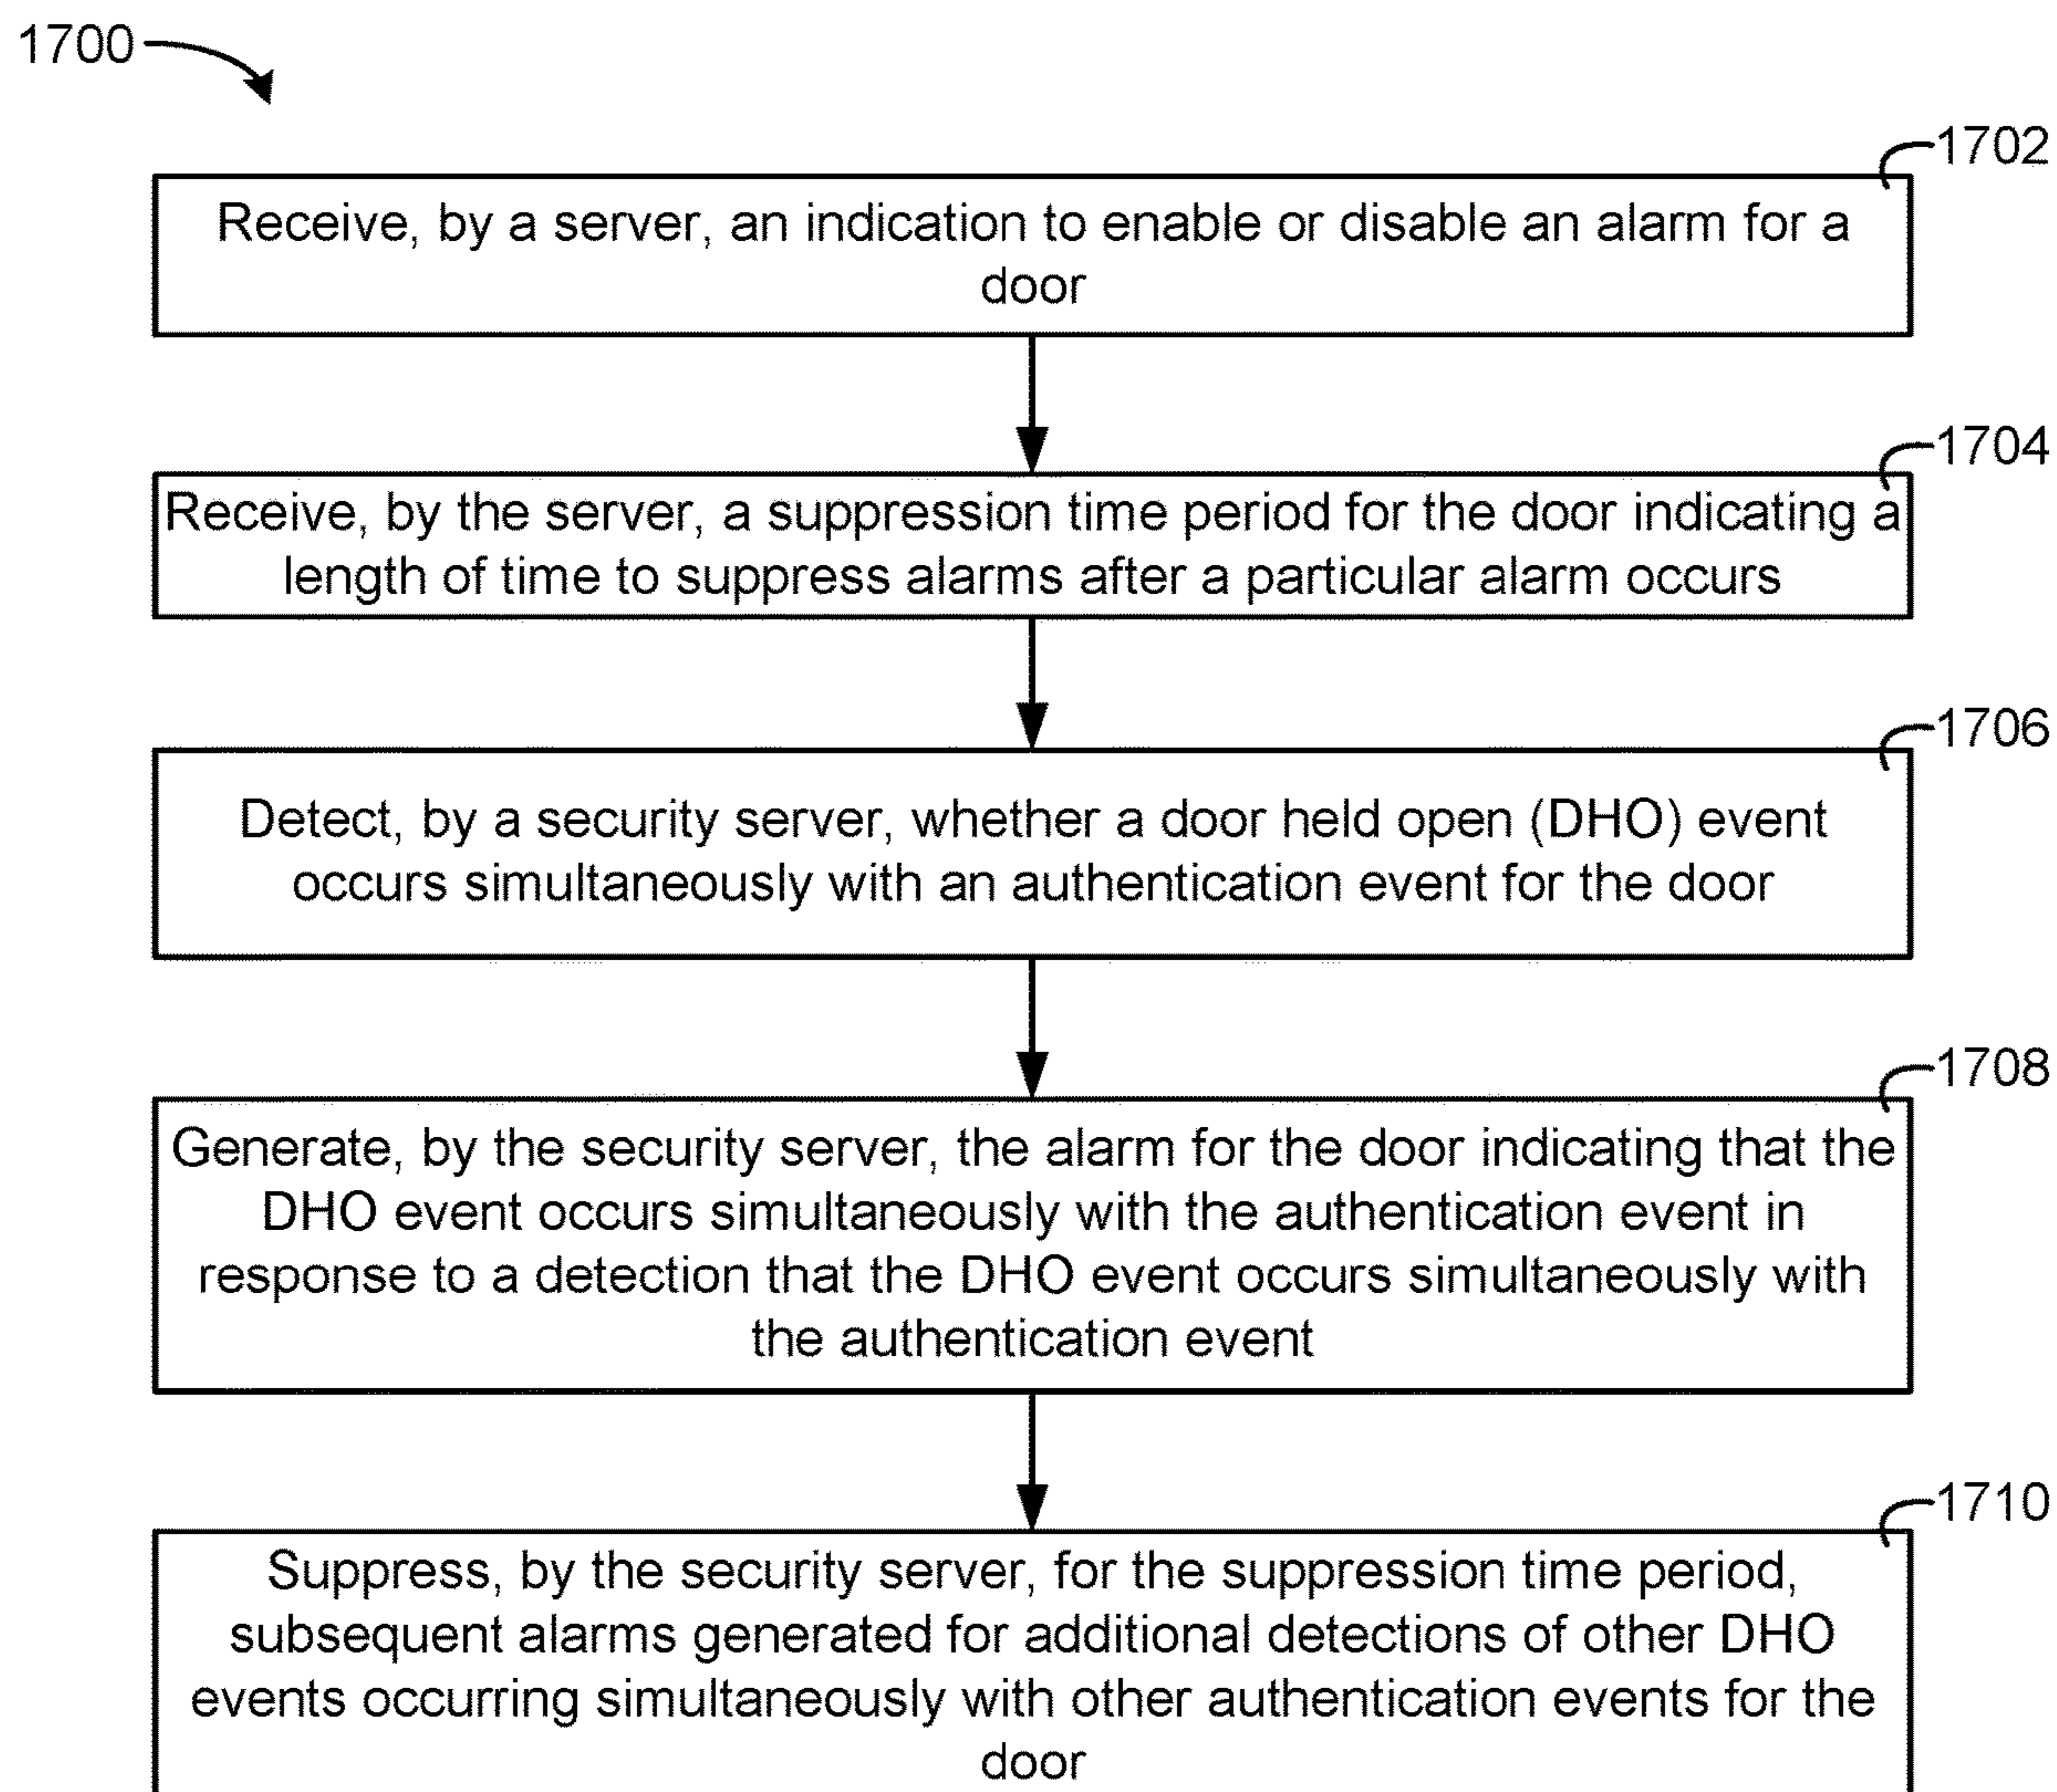 1700
1702
Receive, by a server, an indication to enable or disable an alarm for a
door
1704
Receive, by the server, a suppression time period for the door indicating a
length of time to suppress alarms after a particular alarm occurs
1706
Detect, by a security server, whether a door held open (DHO) event
occurs simultaneously with an authentication event for the door
1708
Generate, by the security server, the alarm for the door indicating that the
DHO event occurs simultaneously with the authentication event in
response to a detection that the DHO event occurs simultaneously with
the authentication event
1710
Suppress, by the security server, for the suppression time period,
subsequent alarms generated for additional detections of other DHO
events occurring simultaneously with other authentication events for the
door